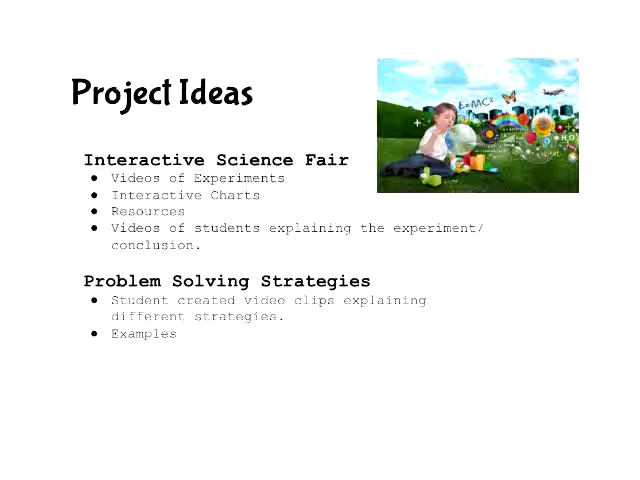 Project Ideas
E=MC²
Interactive Science Fair
● Videos of Experiments
● Interactive Charts
● Resources
● Videos of students explaining the experiment/
conclusion.
Problem Solving Strategies
● Student created video clips explaining
different strategies.
● Examples